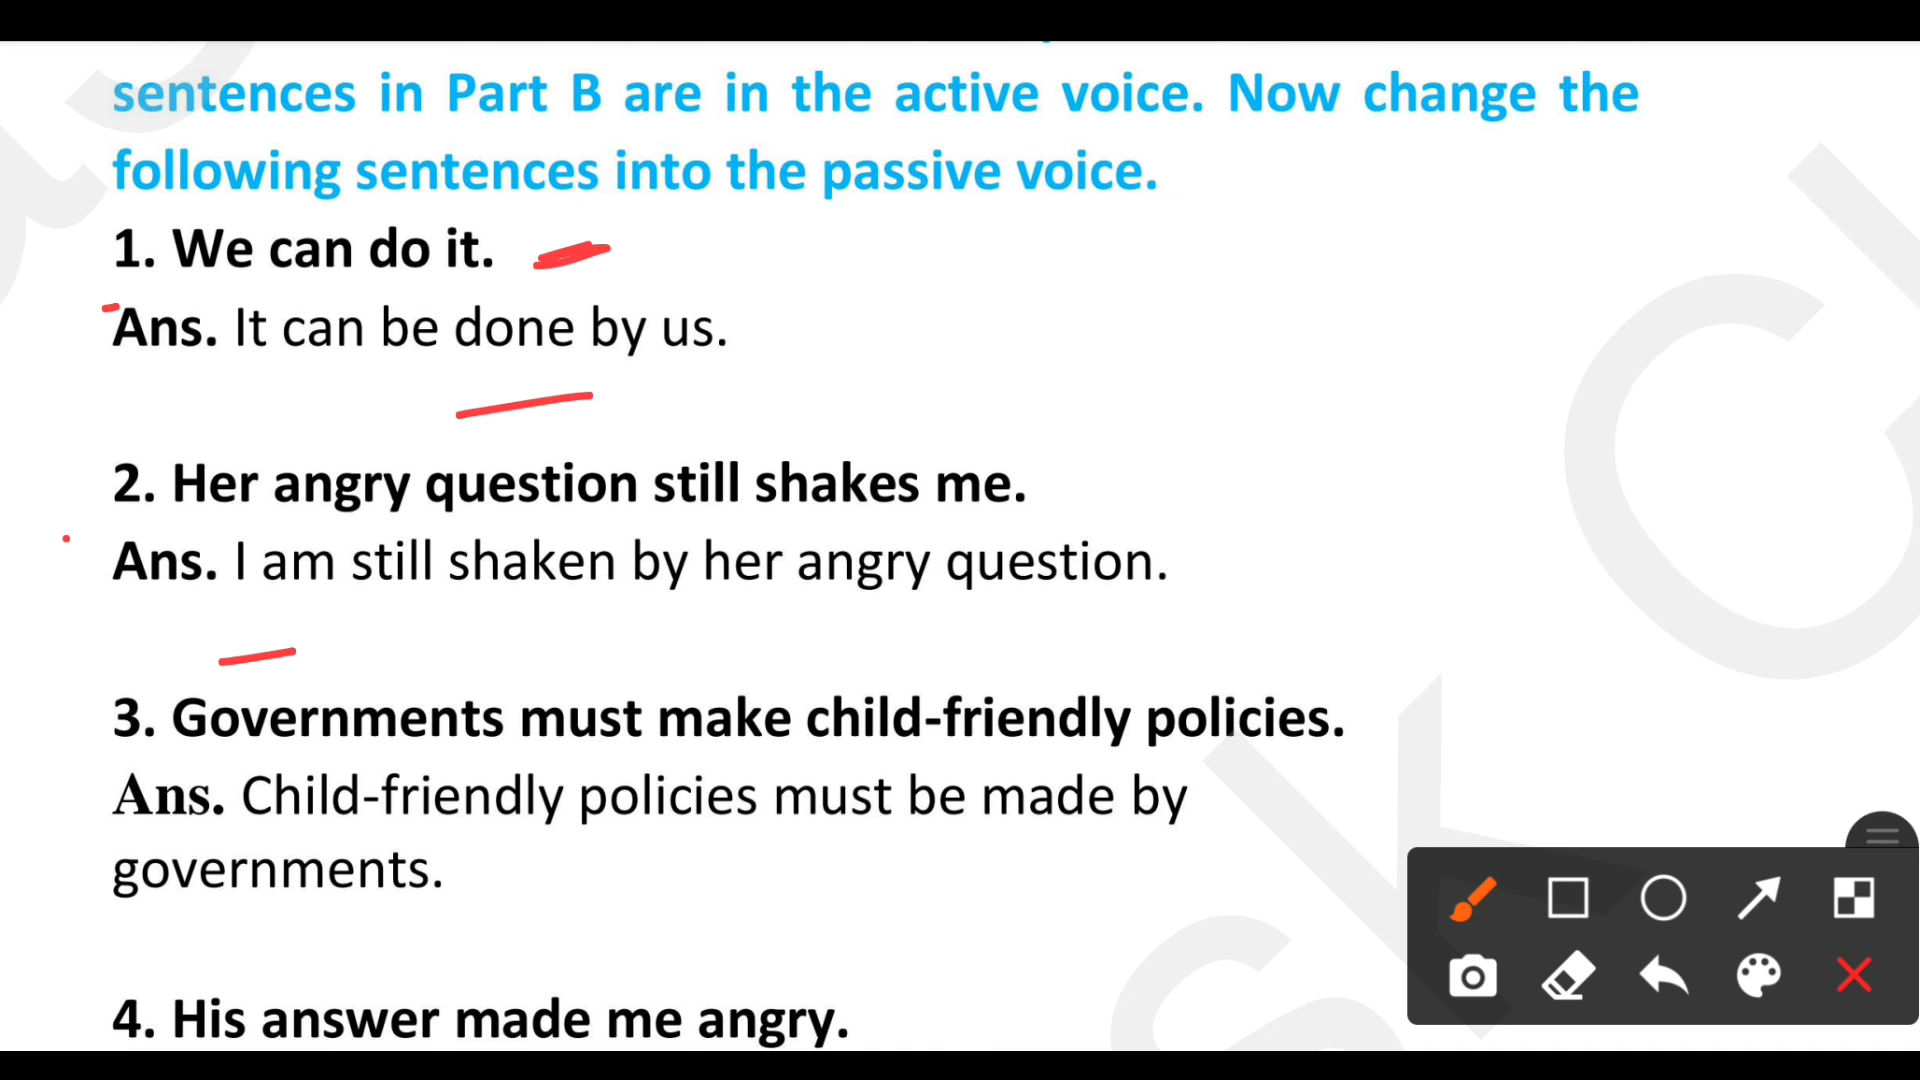 sentences in Part B are in the active voice. Now change the
following sentences into the passive voice.
1. We can do it.
Ans. It can be done by us.
2. Her angry question still shakes me.
Ans. I am still shaken by her angry question.
3. Governments must make child-friendly policies.
Ans. Child-friendly policies must be made by
governments.
4. His answer made me angry.